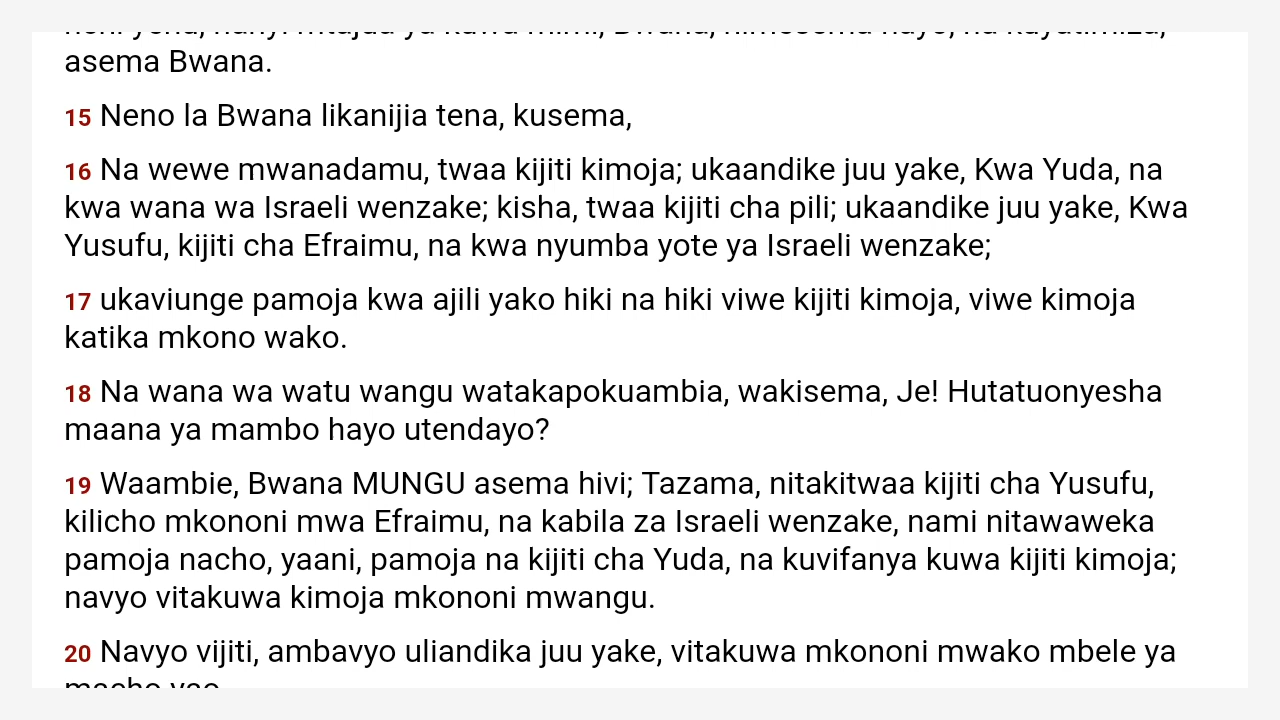 asema Bwana.
15 Neno la Bwana likanijia tena, kusema,
16 Na wewe mwanadamu, twaa kijiti kimoja; ukaandike juu yake, Kwa Yuda, na
kwa wana wa Israeli wenzake; kisha, twaa kijiti cha pili; ukaandike juu yake, Kwa
Yusufu, kijiti cha Efraimu, na kwa nyumba yote ya Israeli wenzake;
17 ukaviunge pamoja kwa ajili yako hiki na hiki viwe kijiti kimoja, viwe kimoja
katika mkono wako.
18 Na wana wa watu wangu watakapokuambia, wakisema, Je! Hutatuonyesha
maana ya mambo hayo utendayo?
19 Waambie, Bwana MUNGU asema hivi; Tazama, nitakitwaa kijiti cha Yusufu,
kilicho mkononi mwa Efraimu, na kabila za Israeli wenzake, nami nitawaweka
pamoja nacho, yaani, pamoja na kijiti cha Yuda, na kuvifanya kuwa kijiti kimoja;
navyo vitakuwa kimoja mkononi mwangu.
20 Navyo vijiti, ambavyo uliandika juu yake, vitakuwa mkononi mwako mbele ya
macho yao.